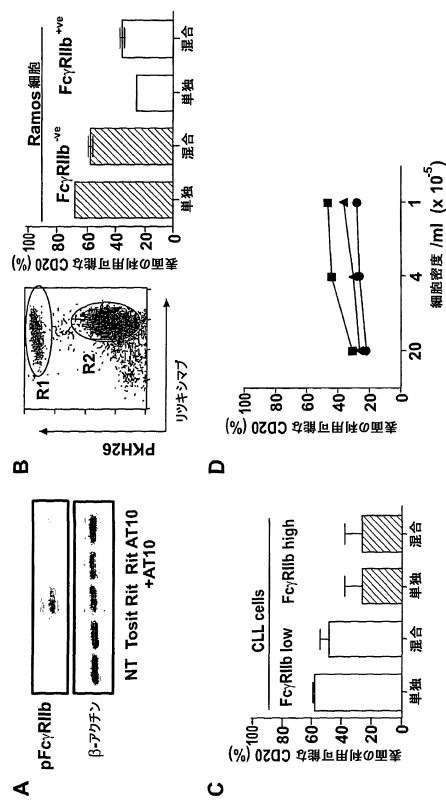 A
pFcγRIIb
β-アクチン
NT Tosit Rit Rit AT10
+AT10
B
R1
R2
PKH26
リツキシマブ
表面の利用可能な CD20 (%)
100
80
60
40
20
0
Ramos 細胞
FcγRIIb-ve
FcγRIIb+ve
単独
混合
単独
混合
C
表面の利用可能な CD20 (%)
100
80
60
40
20
0
CLL cells
FcγRIIb low
FcγRIIb high
単独
混合
単独
混合
D
表面の利用可能な CD20 (%)
100
80
60
40
20
0
20
4
1
細胞密度 /ml (x 10-5)